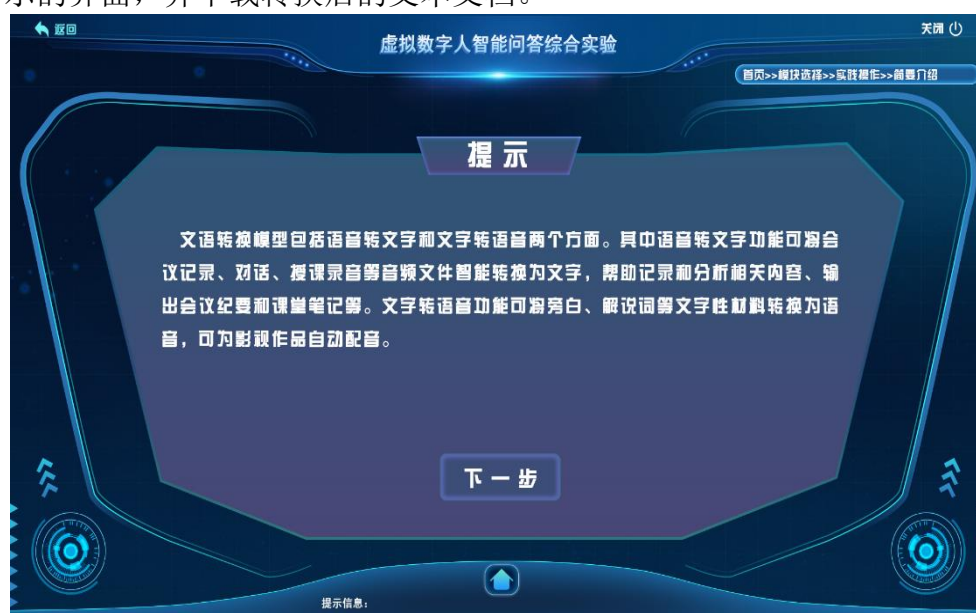 示的界面，并下载转换后的文本文档。
返回
虚拟数字人智能问答综合实验
关闭
首页>>模块选择>>实践操作>>简要介绍
提示
文语转换模型包括语音转文字和文字转语音两个方面。其中语音转文字功能可将会
议记录、对话、授课录音等音频文件智能转换为文字，帮助记录和分析相关内容、输
出会议纪要和课堂笔记等。文字转语音功能可将旁白、解说词等文字性材料转换为语
音，可为影视作品自动配音。
下一步
提示信息：